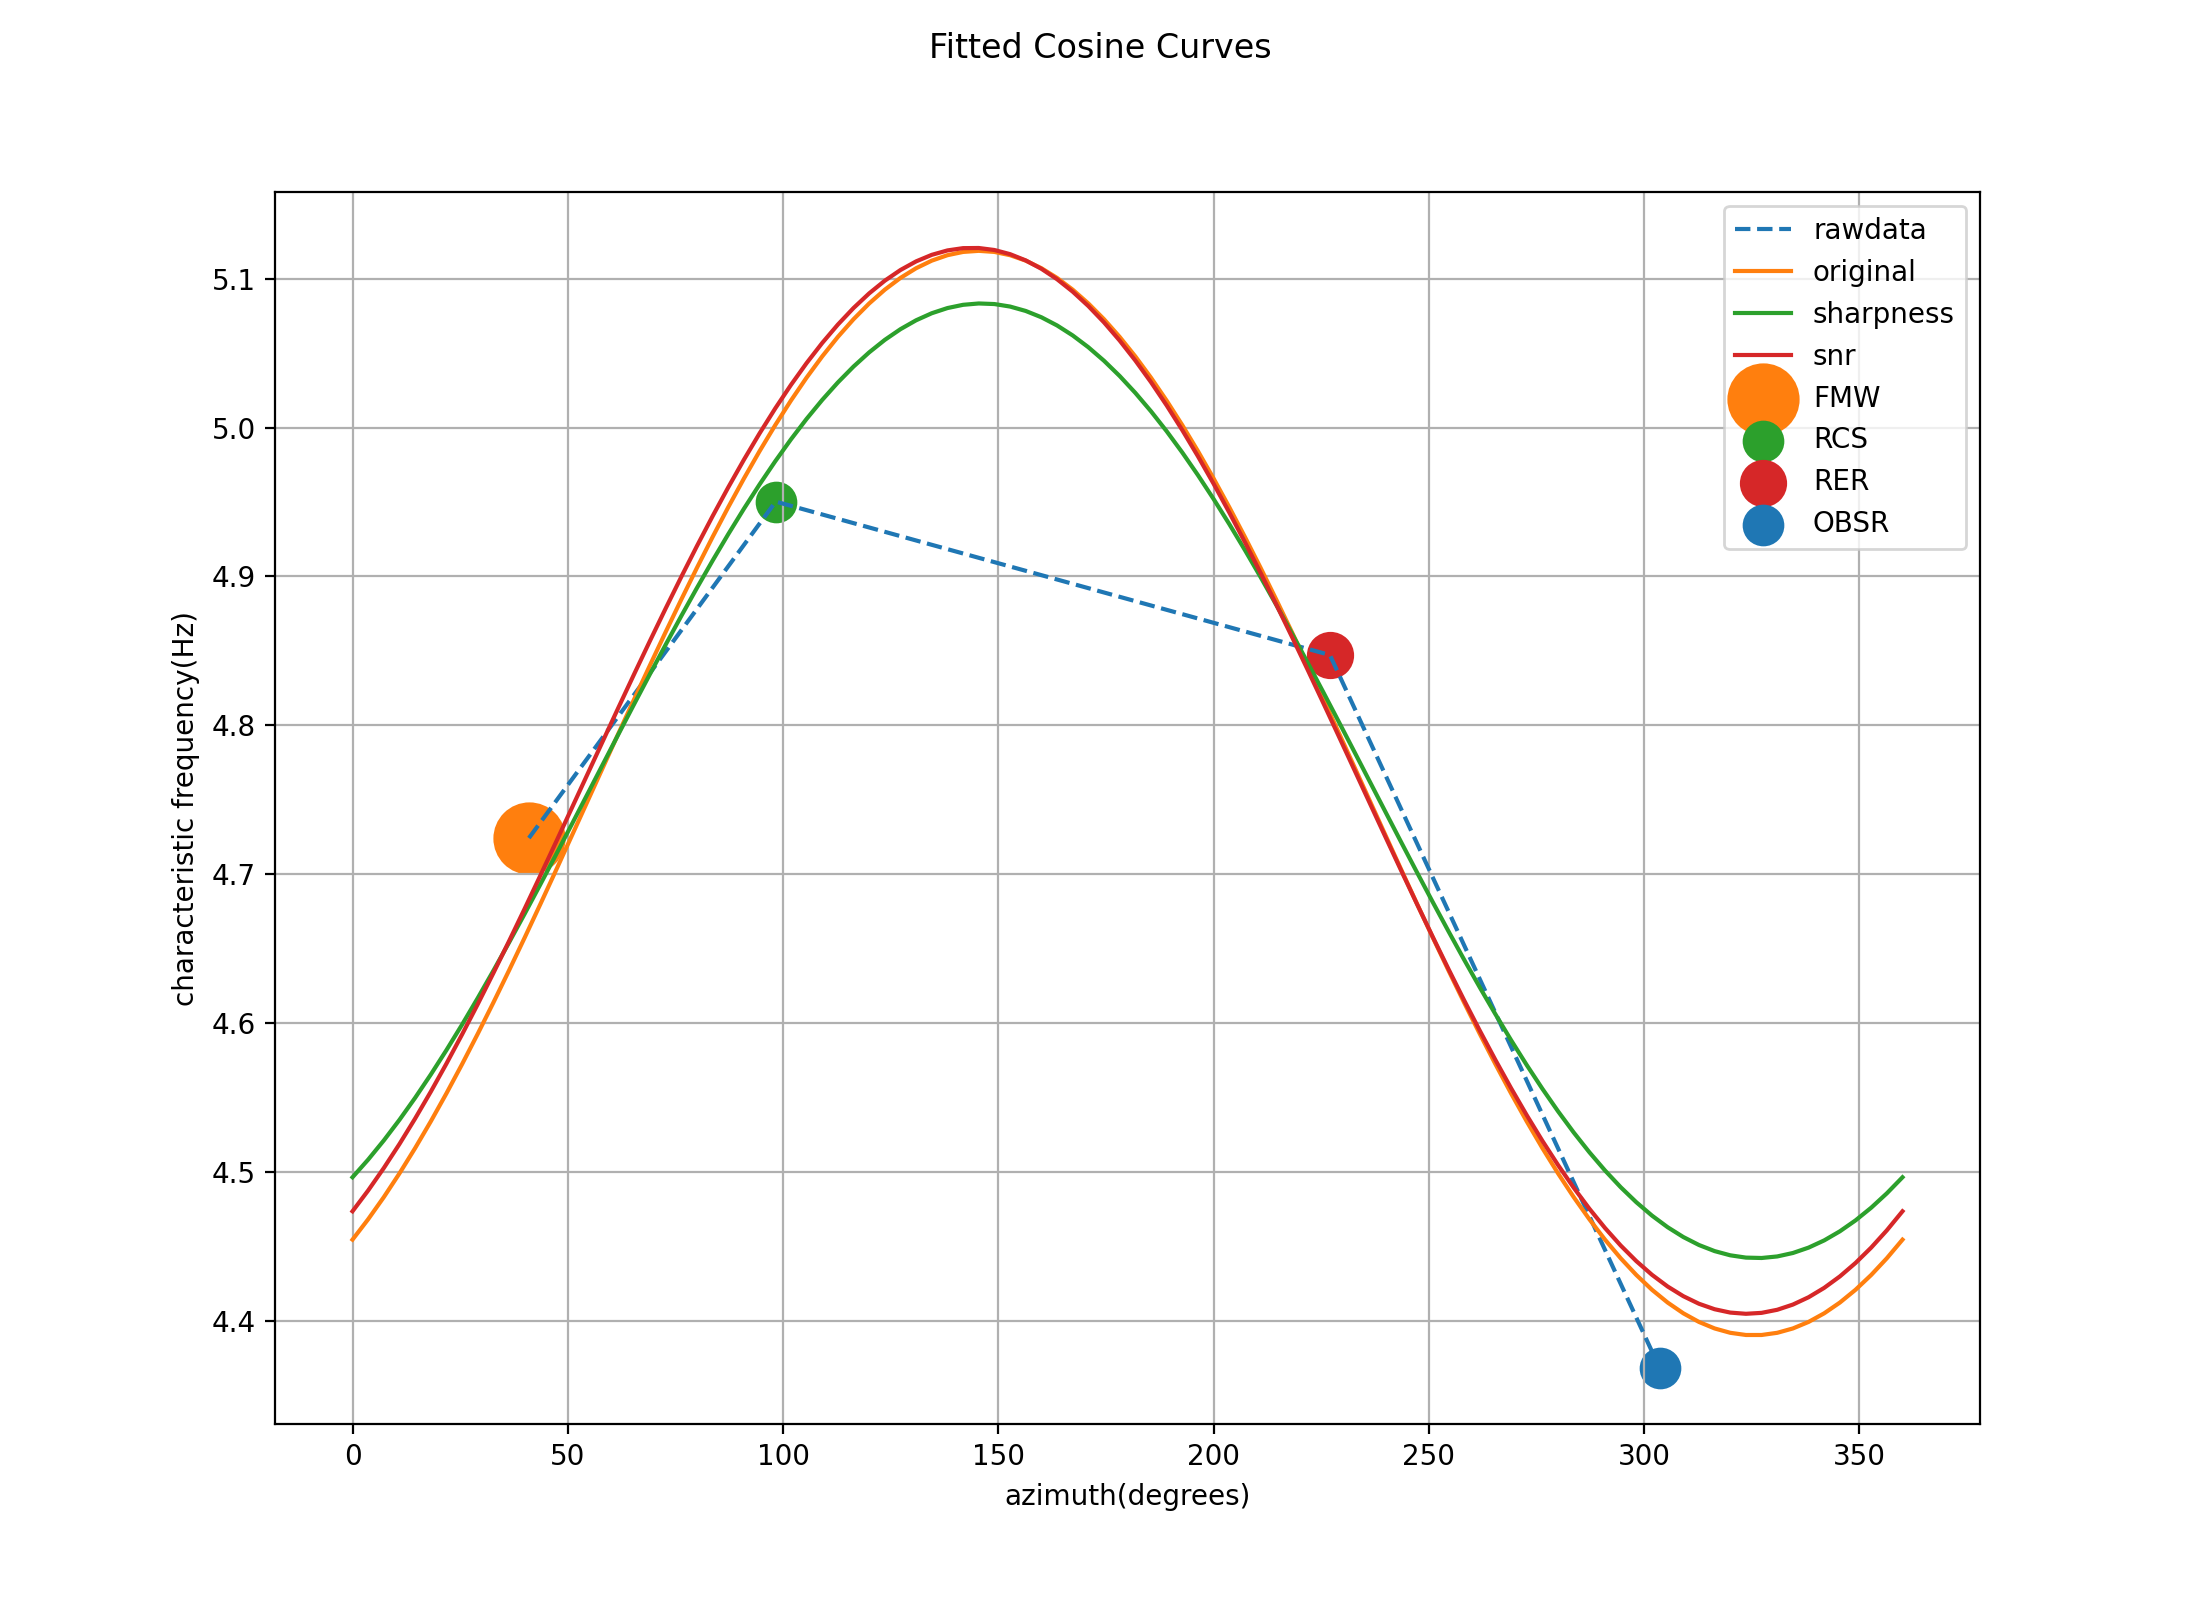 Fitted Cosine Curves
rawdata
original
sharpness
snr
FMW
RCS
RER
OBSR
characteristic frequency(Hz)
5.1
5.0
4.9
4.8
4.7
4.6
4.5
4.4
0 50 100 150 200 250 300 350
azimuth(degrees)